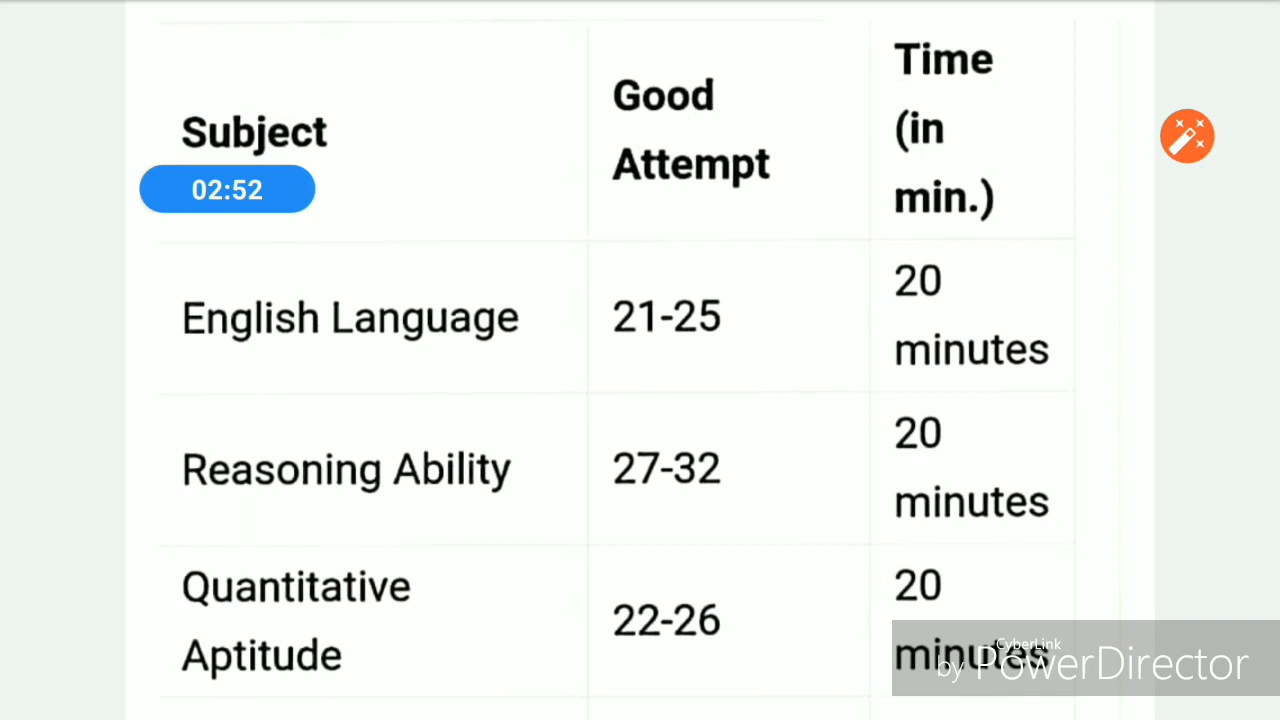 Subject
Good
Attempt
Time
(in
min.)
02:52
English Language
21-25
20
minutes
Reasoning Ability
27-32
20
minutes
Quantitative
Aptitude
22-26
20
minutes
CyberLink
by PowerDirector